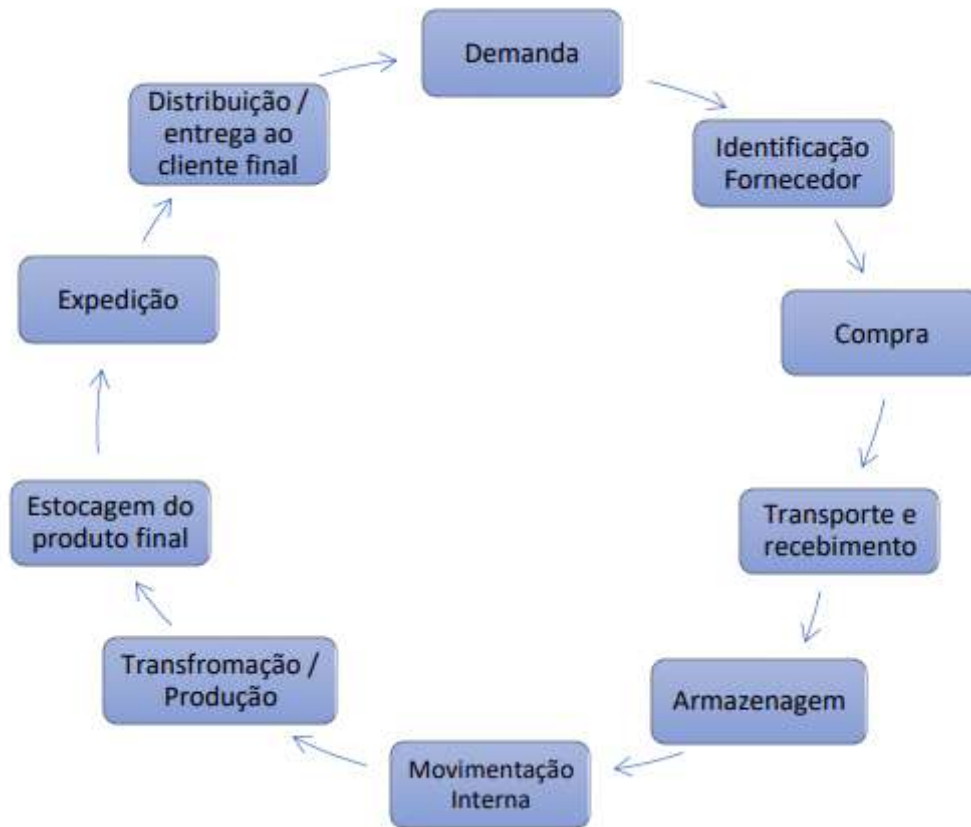 Demanda
Identificação
Fornecedor
Compra
Transporte e
recebimento
Armazenagem
Movimentação
Interna
Transfromação /
Produção
Estocagem do
produto final
Expedição
Distribuição /
entrega ao
cliente final